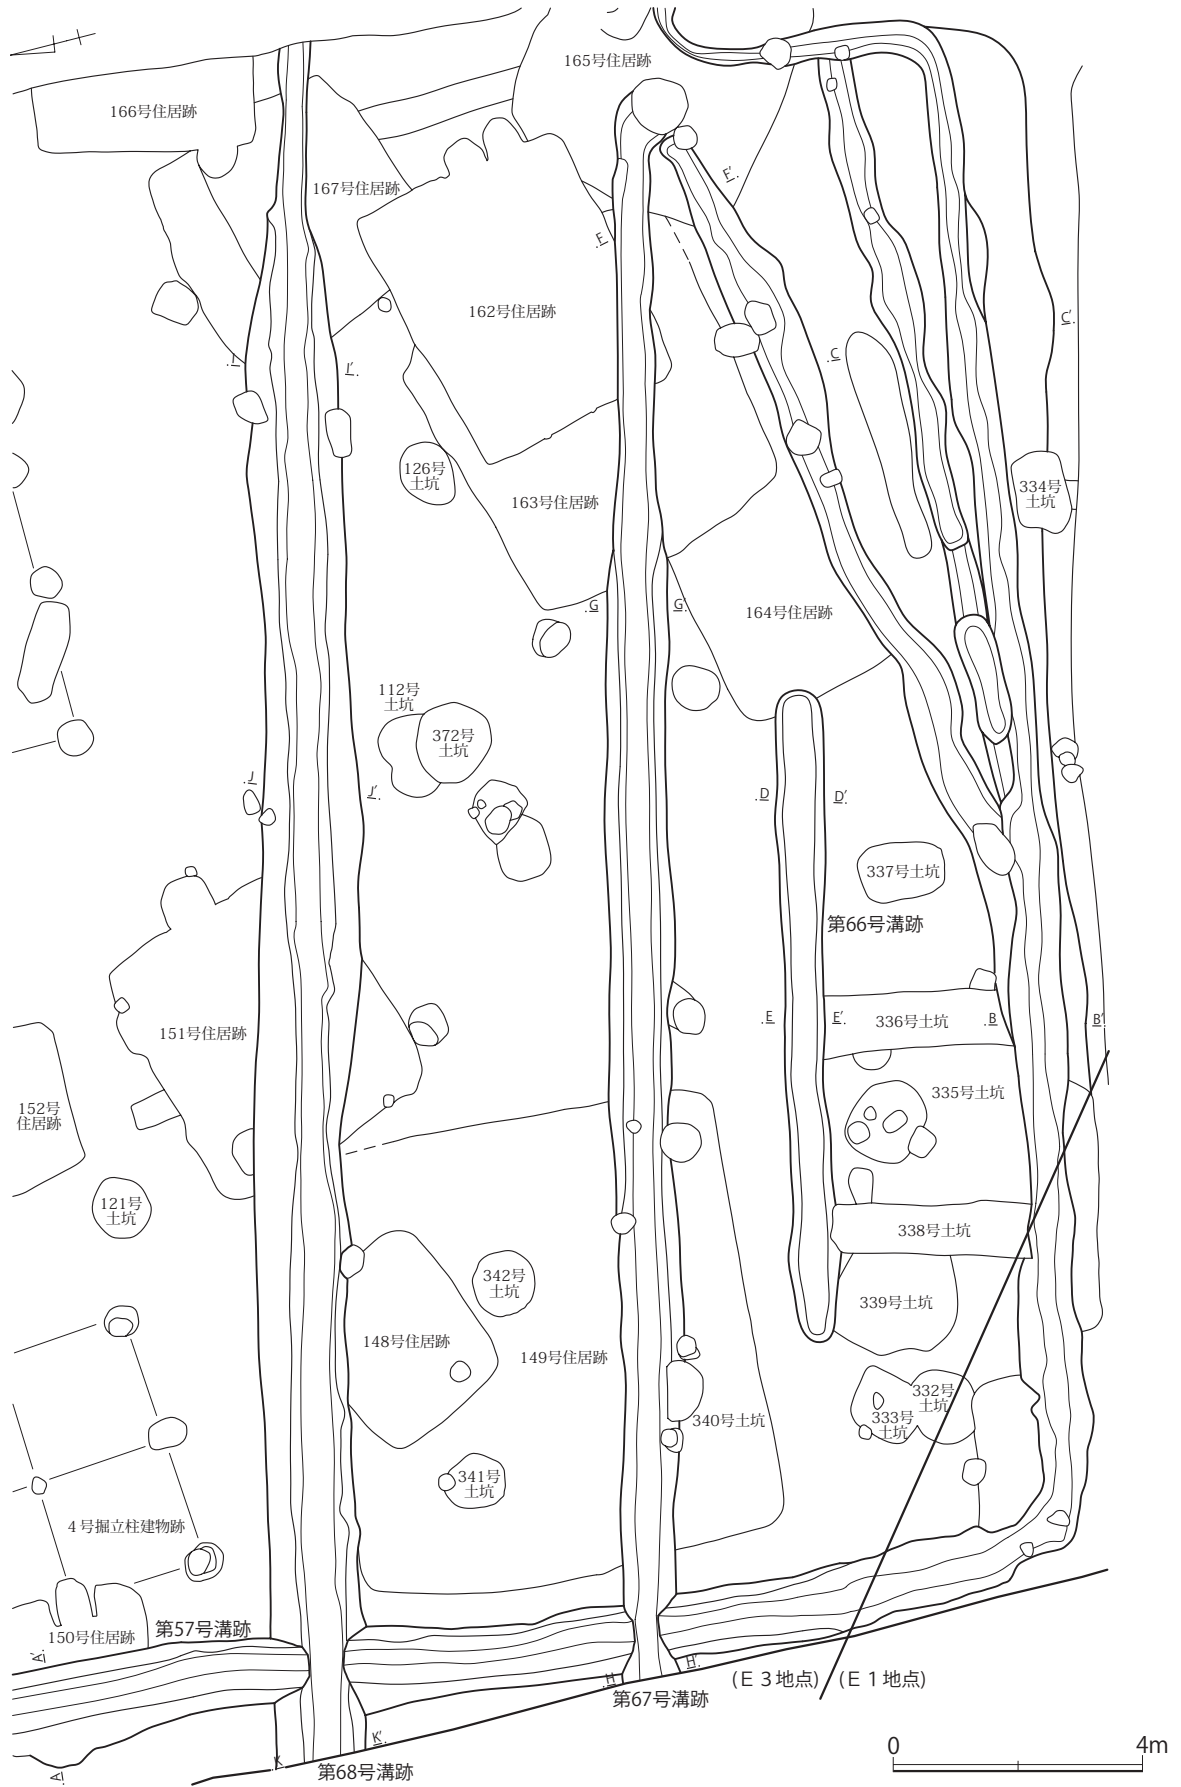 165号住居跡
166号住居跡
167号住居跡
F′
F
162号住居跡
C′
C
I
I′
126号
土坑
163号住居跡
334号
土坑
G
G′
164号住居跡
112号
土坑
372号
土坑
J
J′
D
D′
337号土坑
第66号溝跡
E
E′
336号土坑
B
B′
151号住居跡
335号土坑
152号
住居跡
121号
土坑
338号土坑
342号
土坑
339号土坑
148号住居跡
149号住居跡
332号
土坑
333号
土坑
340号土坑
341号
土坑
4号掘立柱建物跡
第57号溝跡
150号住居跡
A′
H
H′
(E3地点)
(E1地点)
第67号溝跡
K
K′
第68号溝跡
A
0
4m